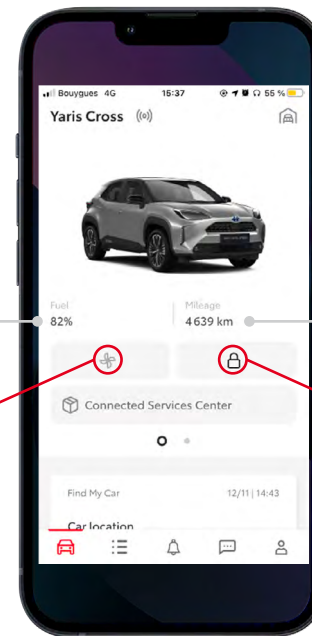 Bouygues 4G 15:37 55 %
Yaris Cross
Fuel Mileage
82% 4 639 km
Connected Services Center
Find My Car 12/11 | 14:43
Car location